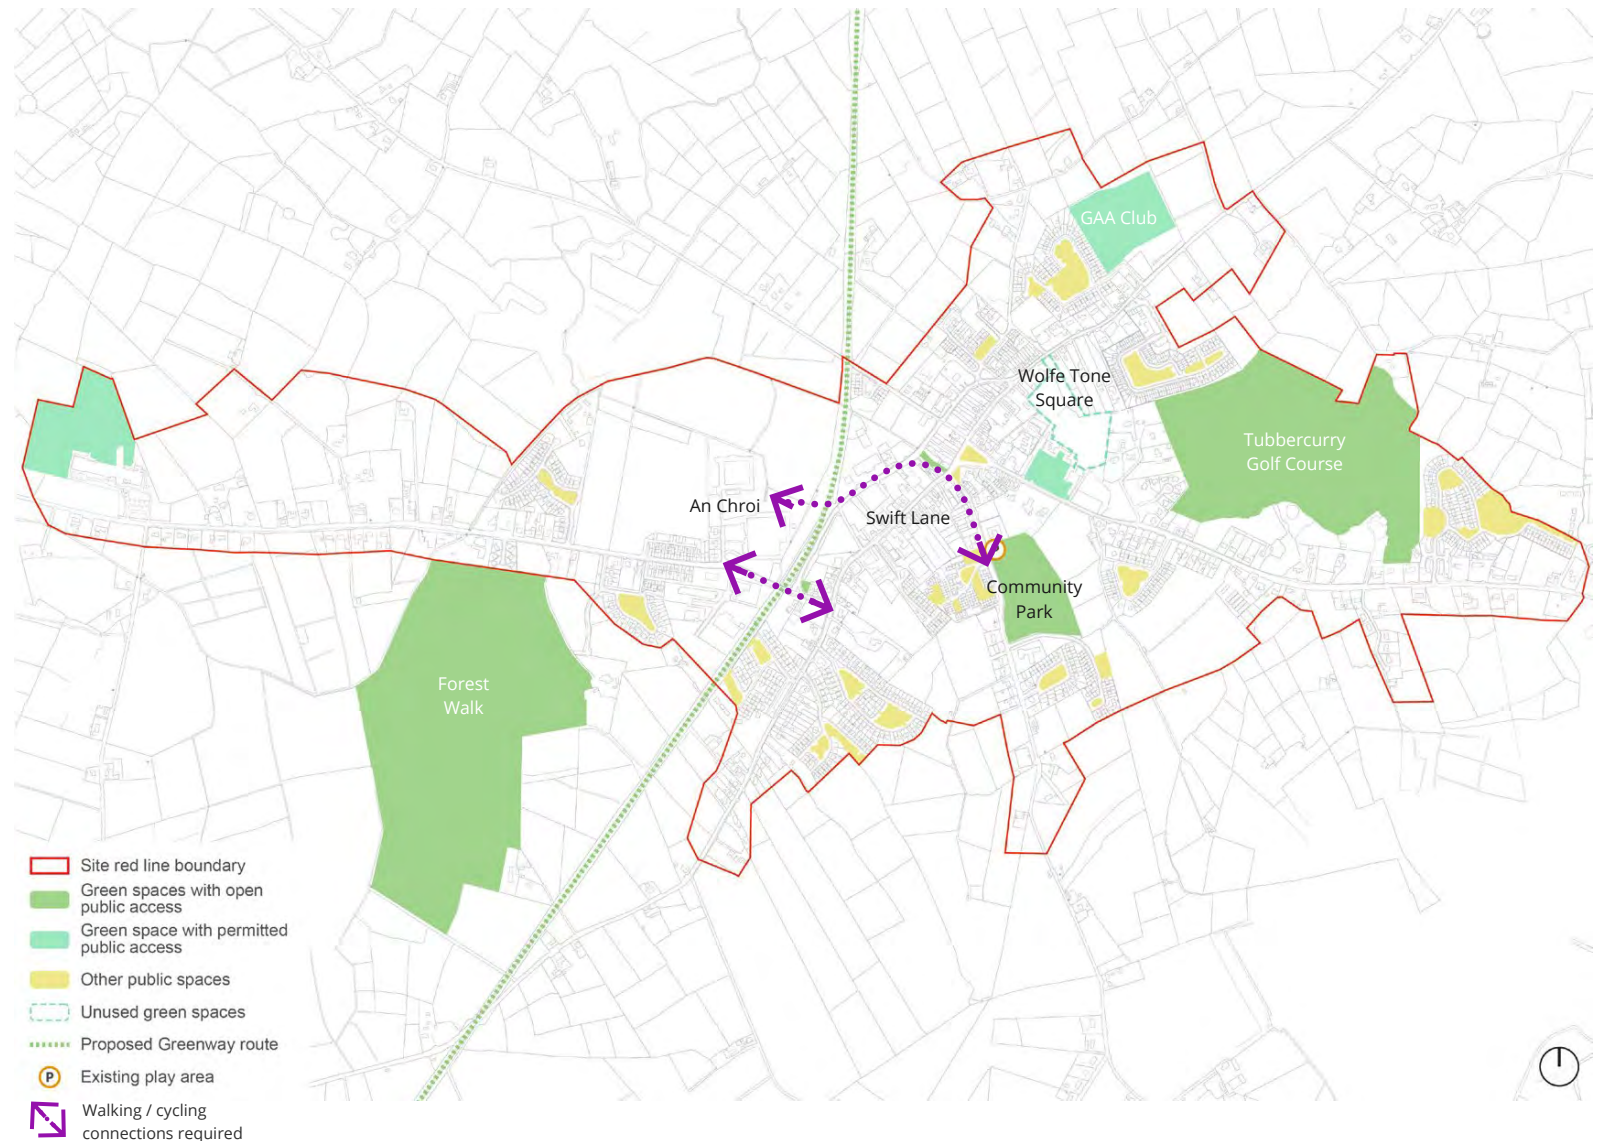 GAA Club
Wolfe Tone
Square
Tubbercurry
Golf Course
An Chroi
Swift Lane
Community
Park
Forest
Walk
Site red line boundary
Green spaces with open
public access
Green space with permitted
public access
Other public spaces
Unused green spaces
Proposed Greenway route
P
Existing play area
Walking / cycling
connections required